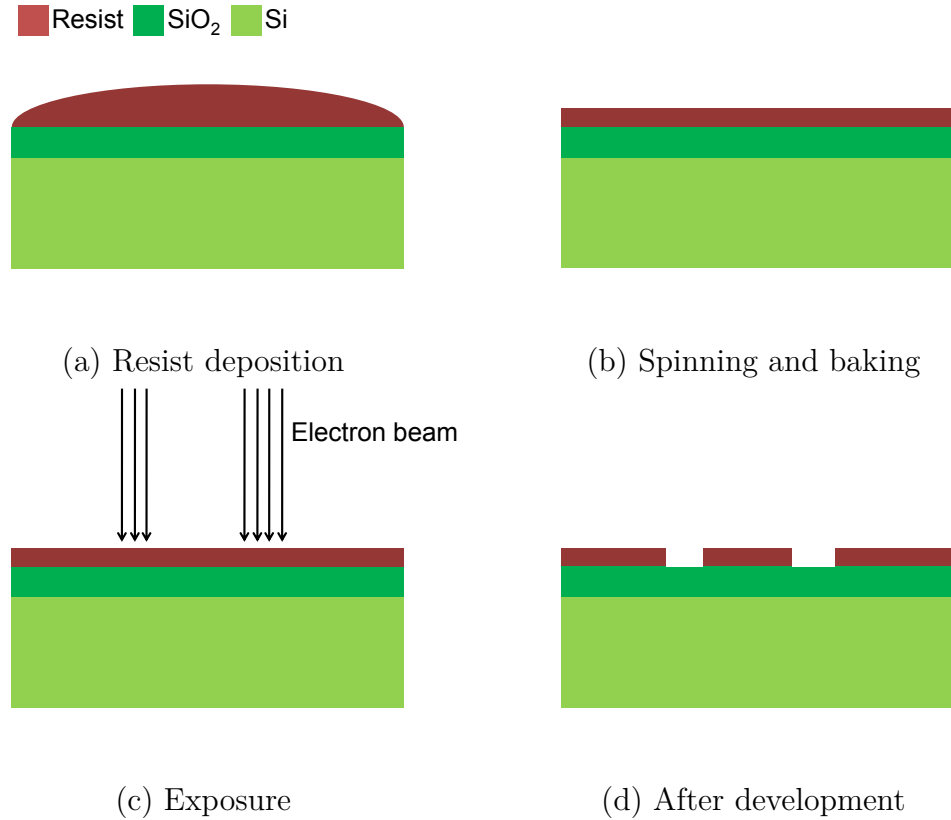 Resist SiO₂ Si
(a) Resist deposition
(b) Spinning and baking
Electron beam
(c) Exposure
(d) After development